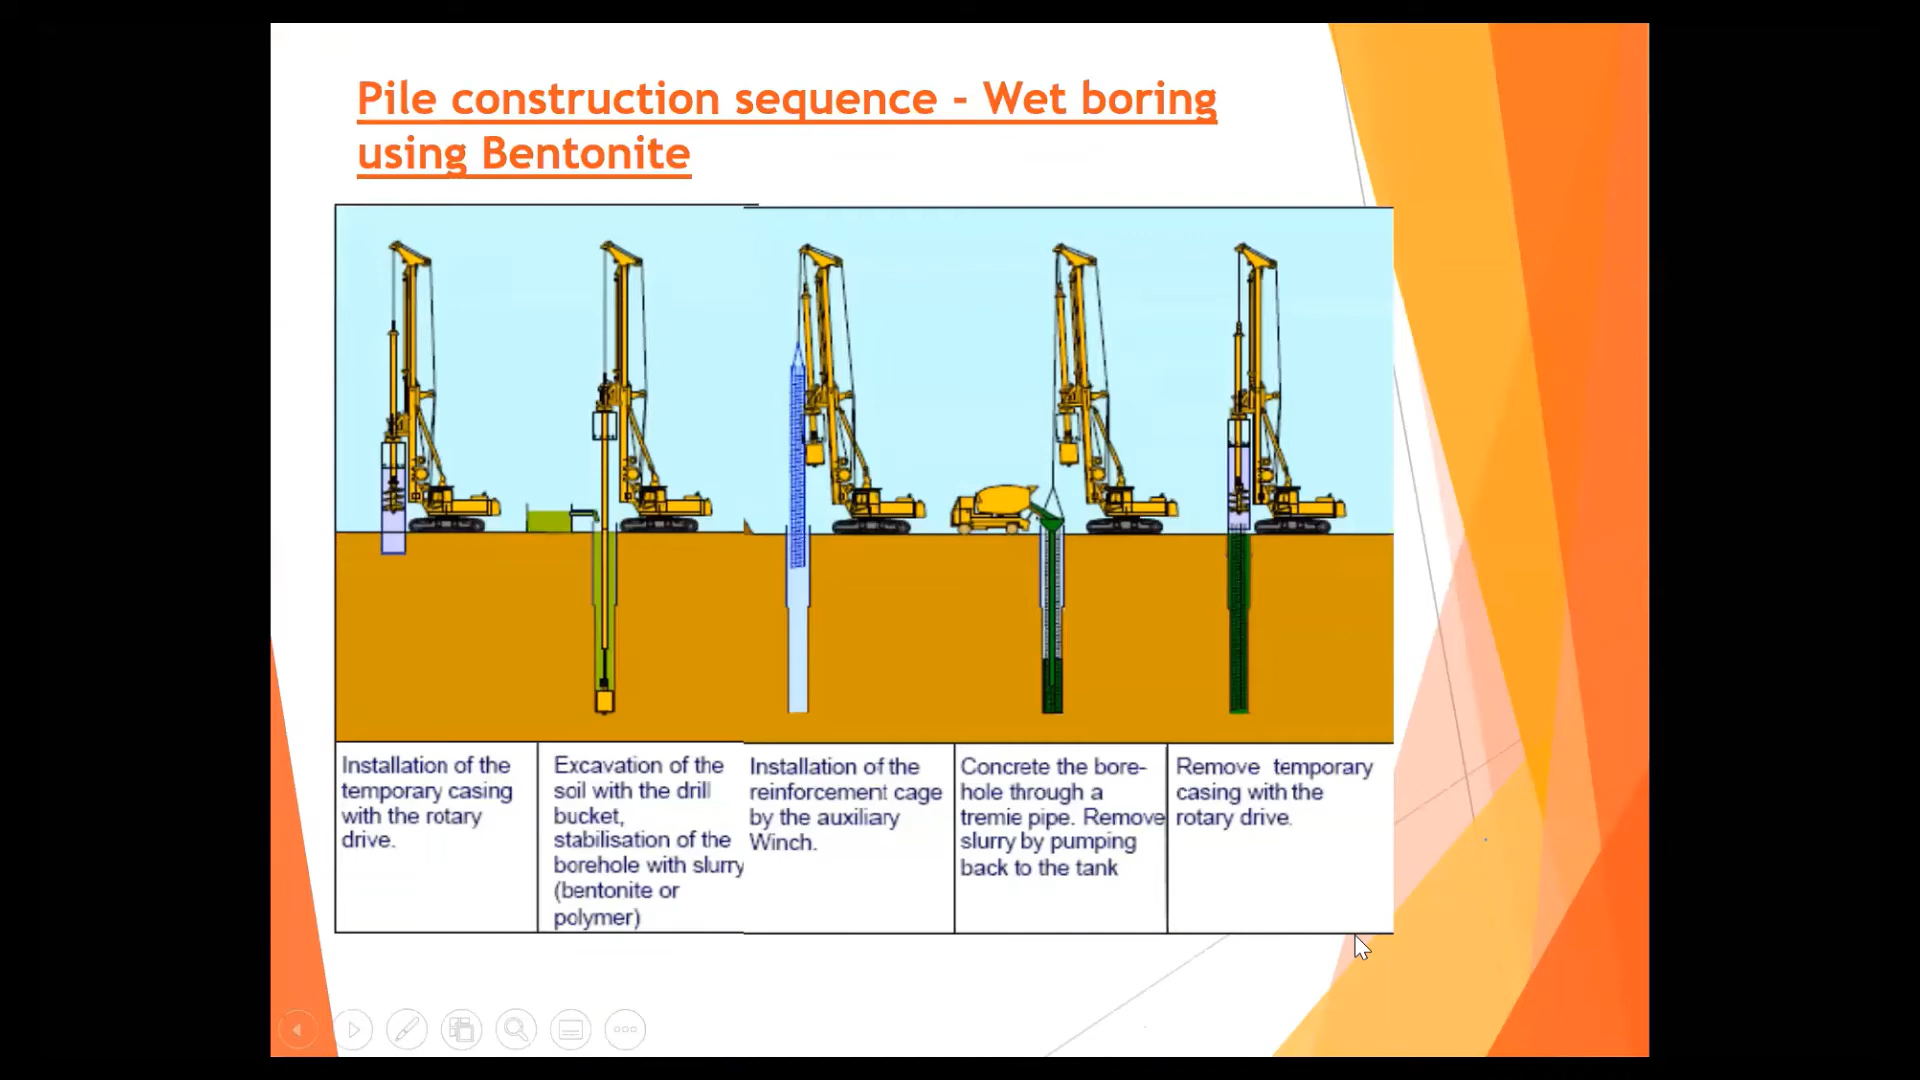 Pile construction sequence - Wet boring
using Bentonite
Installation of the
temporary casing
with the rotary
drive.
Excavation of the
soil with the drill
bucket,
stabilisation of the
borehole with slurry
(bentonite or
polymer)
Installation of the
reinforcement cage
by the auxiliary
Winch.
Concrete the bore-
hole through a
tremie pipe. Remove
slurry by pumping
back to the tank
Remove temporary
casing with the
rotary drive.